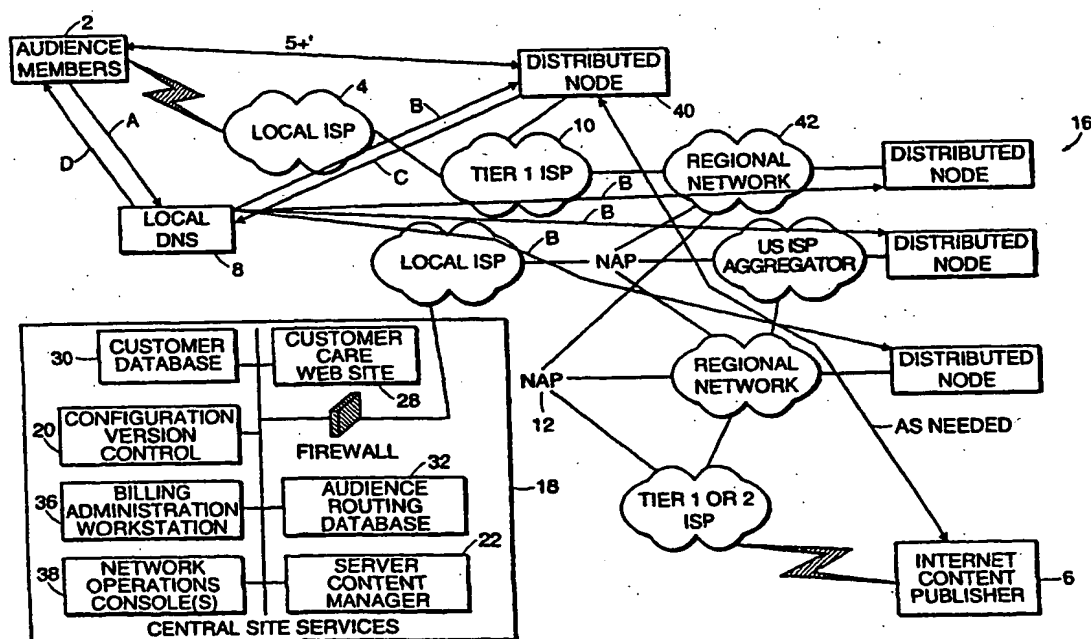 2
AUDIENCE
MEMBERS
5+'
DISTRIBUTED
NODE
40
4
LOCAL ISP
A
D
B
C
10
TIER 1 ISP
42
REGIONAL
NETWORK
16
DISTRIBUTED
NODE
B
B
B
LOCAL
DNS
8
LOCAL ISP
NAP
US ISP
AGGREGATOR
DISTRIBUTED
NODE
NAP
12
REGIONAL
NETWORK
DISTRIBUTED
NODE
AS NEEDED
TIER 1 OR 2
ISP
INTERNET
CONTENT
PUBLISHER
6
30
CUSTOMER
DATABASE
CUSTOMER
CARE
WEB SITE
28
20
CONFIGURATION
VERSION
CONTROL
FIREWALL
36
BILLING
ADMINISTRATION
WORKSTATION
32
AUDIENCE
ROUTING
DATABASE
18
38
NETWORK
OPERATIONS
CONSOLE(S)
22
SERVER
CONTENT
MANAGER
CENTRAL SITE SERVICES